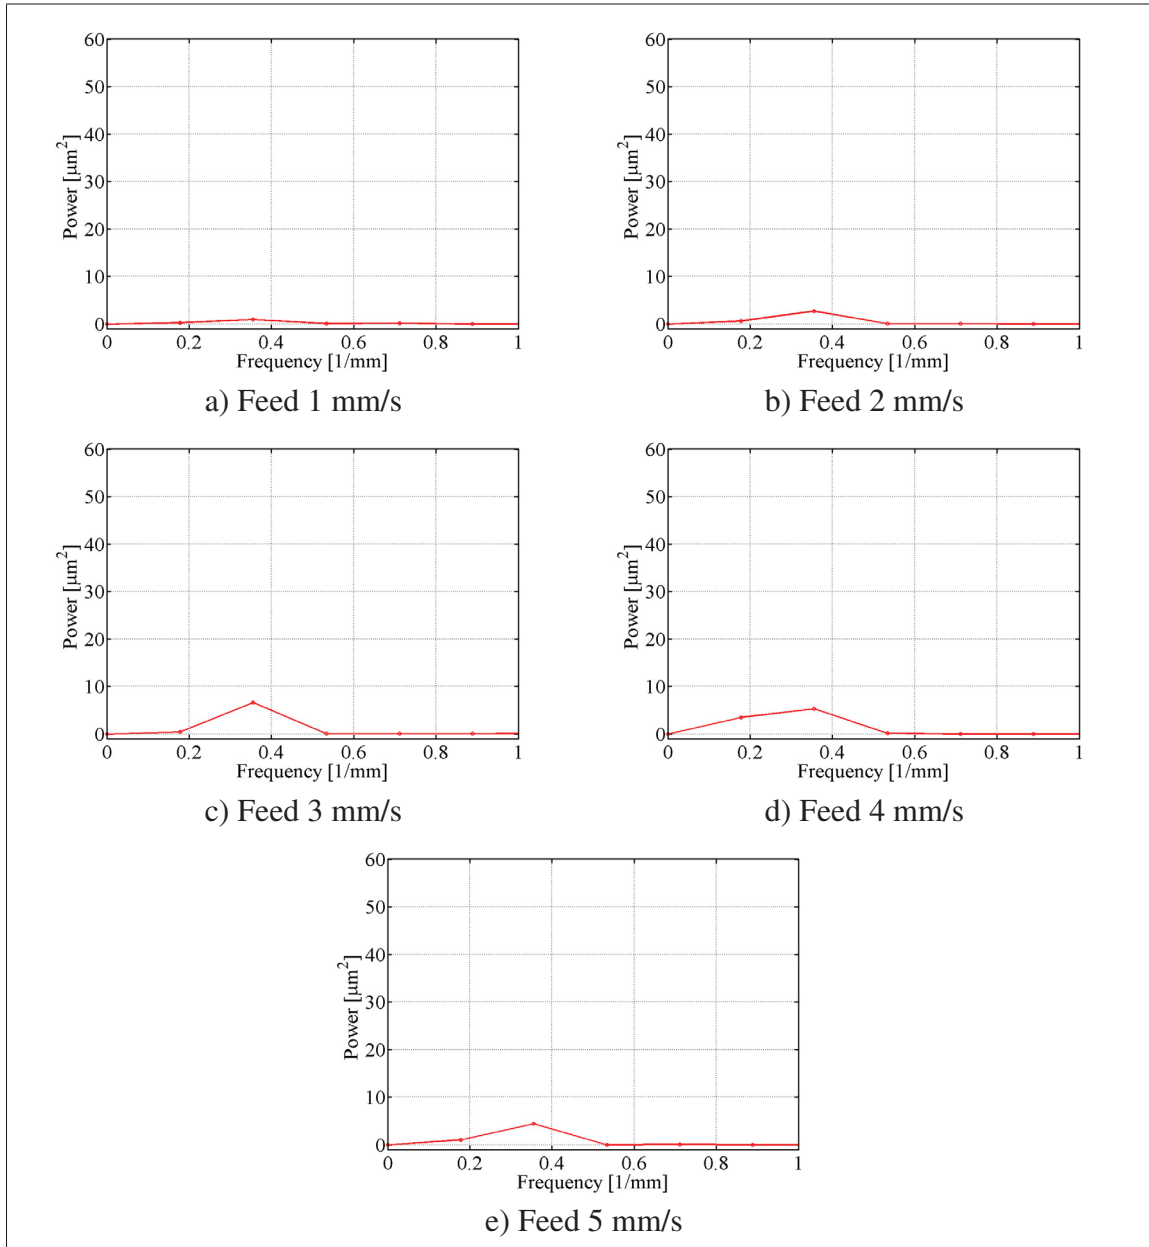 60
50
40
30
20
10
0
Power [μm²]
0 0.2 0.4 0.6 0.8 1
Frequency [1/mm]
a) Feed 1 mm/s
60
50
40
30
20
10
0
Power [μm²]
0 0.2 0.4 0.6 0.8 1
Frequency [1/mm]
b) Feed 2 mm/s
60
50
40
30
20
10
0
Power [μm²]
0 0.2 0.4 0.6 0.8 1
Frequency [1/mm]
c) Feed 3 mm/s
60
50
40
30
20
10
0
Power [μm²]
0 0.2 0.4 0.6 0.8 1
Frequency [1/mm]
d) Feed 4 mm/s
60
50
40
30
20
10
0
Power [μm²]
0 0.2 0.4 0.6 0.8 1
Frequency [1/mm]
e) Feed 5 mm/s